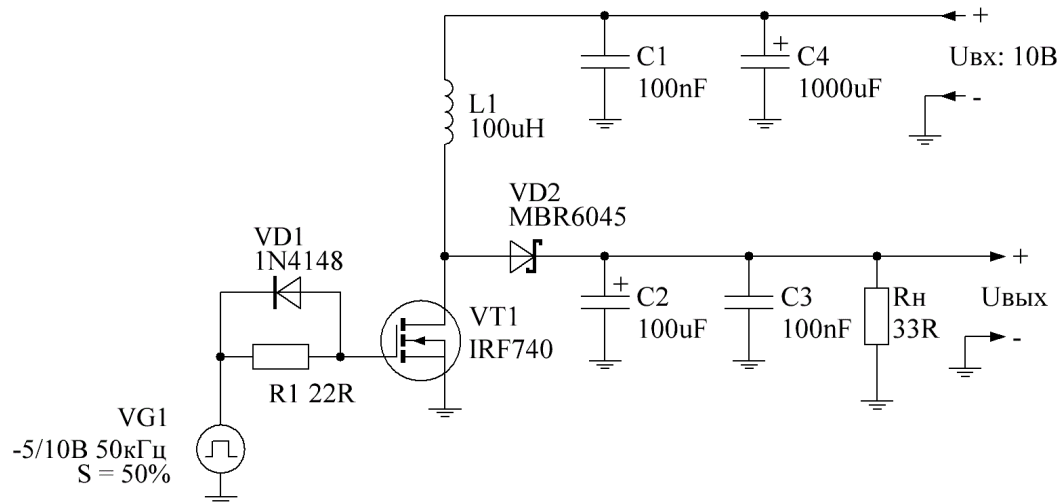 +
C1
100nF
+
C4
1000uF
Uвх: 10В
-
L1
100uH
VD2
MBR6045
VD1
1N4148
+
+
C2
100uF
C3
100nF
Rн
33R
Uвых
-
VT1
IRF740
R1 22R
VG1
-5/10В 50кГц
S = 50%